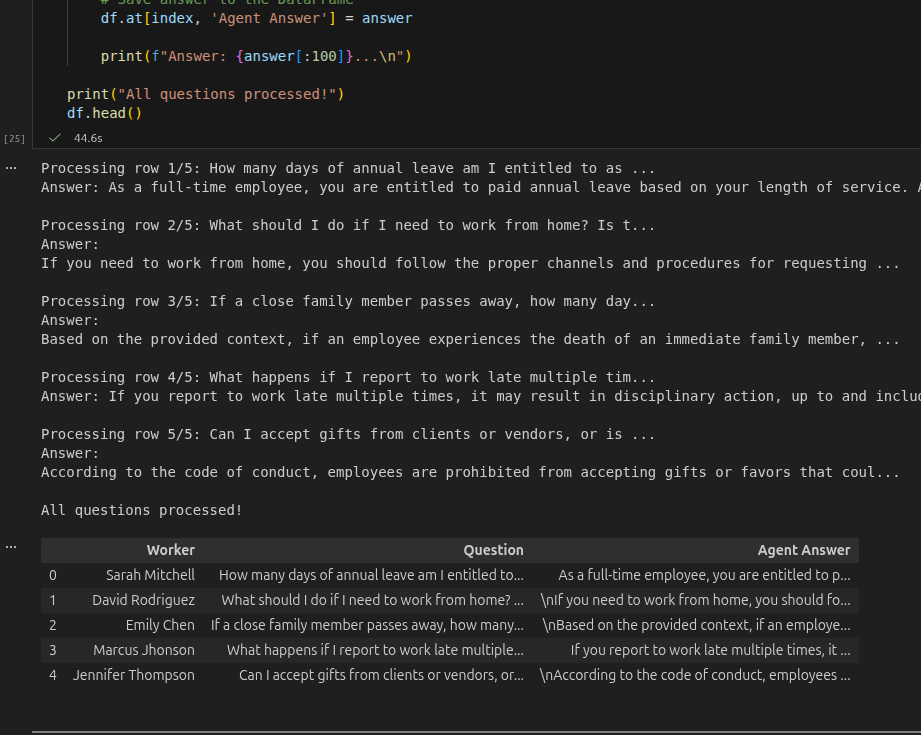 # Save answer to the DataFrame
df.at[index, 'Agent Answer'] = answer
print(f"Answer: {answer[:100]}...\n")
print("All questions processed!")
df.head()
[25] ✓ 44.6s
... Processing row 1/5: How many days of annual leave am I entitled to as ...
Answer: As a full-time employee, you are entitled to paid annual leave based on your length of service. A
Processing row 2/5: What should I do if I need to work from home? Is t...
Answer:
If you need to work from home, you should follow the proper channels and procedures for requesting ...
Processing row 3/5: If a close family member passes away, how many day...
Answer:
Based on the provided context, if an employee experiences the death of an immediate family member, ...
Processing row 4/5: What happens if I report to work late multiple tim...
Answer: If you report to work late multiple times, it may result in disciplinary action, up to and inclu
Processing row 5/5: Can I accept gifts from clients or vendors, or is ...
Answer:
According to the code of conduct, employees are prohibited from accepting gifts or favors that coul...
All questions processed!
... Worker Question Agent Answer
0 Sarah Mitchell How many days of annual leave am I entitled to... As a full-time employee, you are entitled to p...
1 David Rodriguez What should I do if I need to work from home? ... \nIf you need to work from home, you should fo...
2 Emily Chen If a close family member passes away, how many... \nBased on the provided context, if an employe...
3 Marcus Jhonson What happens if I report to work late multiple... If you report to work late multiple times, it ...
4 Jennifer Thompson Can I accept gifts from clients or vendors, or... \nAccording to the code of conduct, employees ...